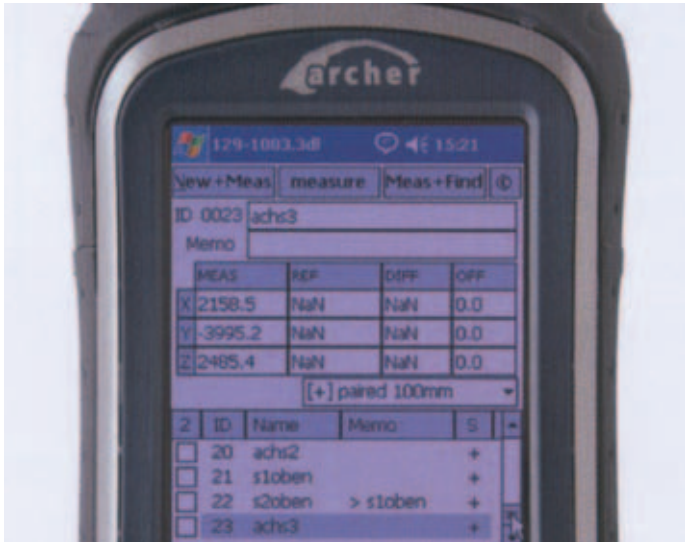 archer
129-1003.3dl 15:21
New+Meas measure Meas+Find
ID 0023 achs3
Memo
MEAS REF DIFF OFF
X 2158.5 NaN NaN 0.0
Y -3995.2 NaN NaN 0.0
Z 2485.4 NaN NaN 0.0
[+] paired 100mm
2 ID Name Memo S
20 achs2 +
21 s1oben +
22 s2oben > s1oben +
23 achs3 +